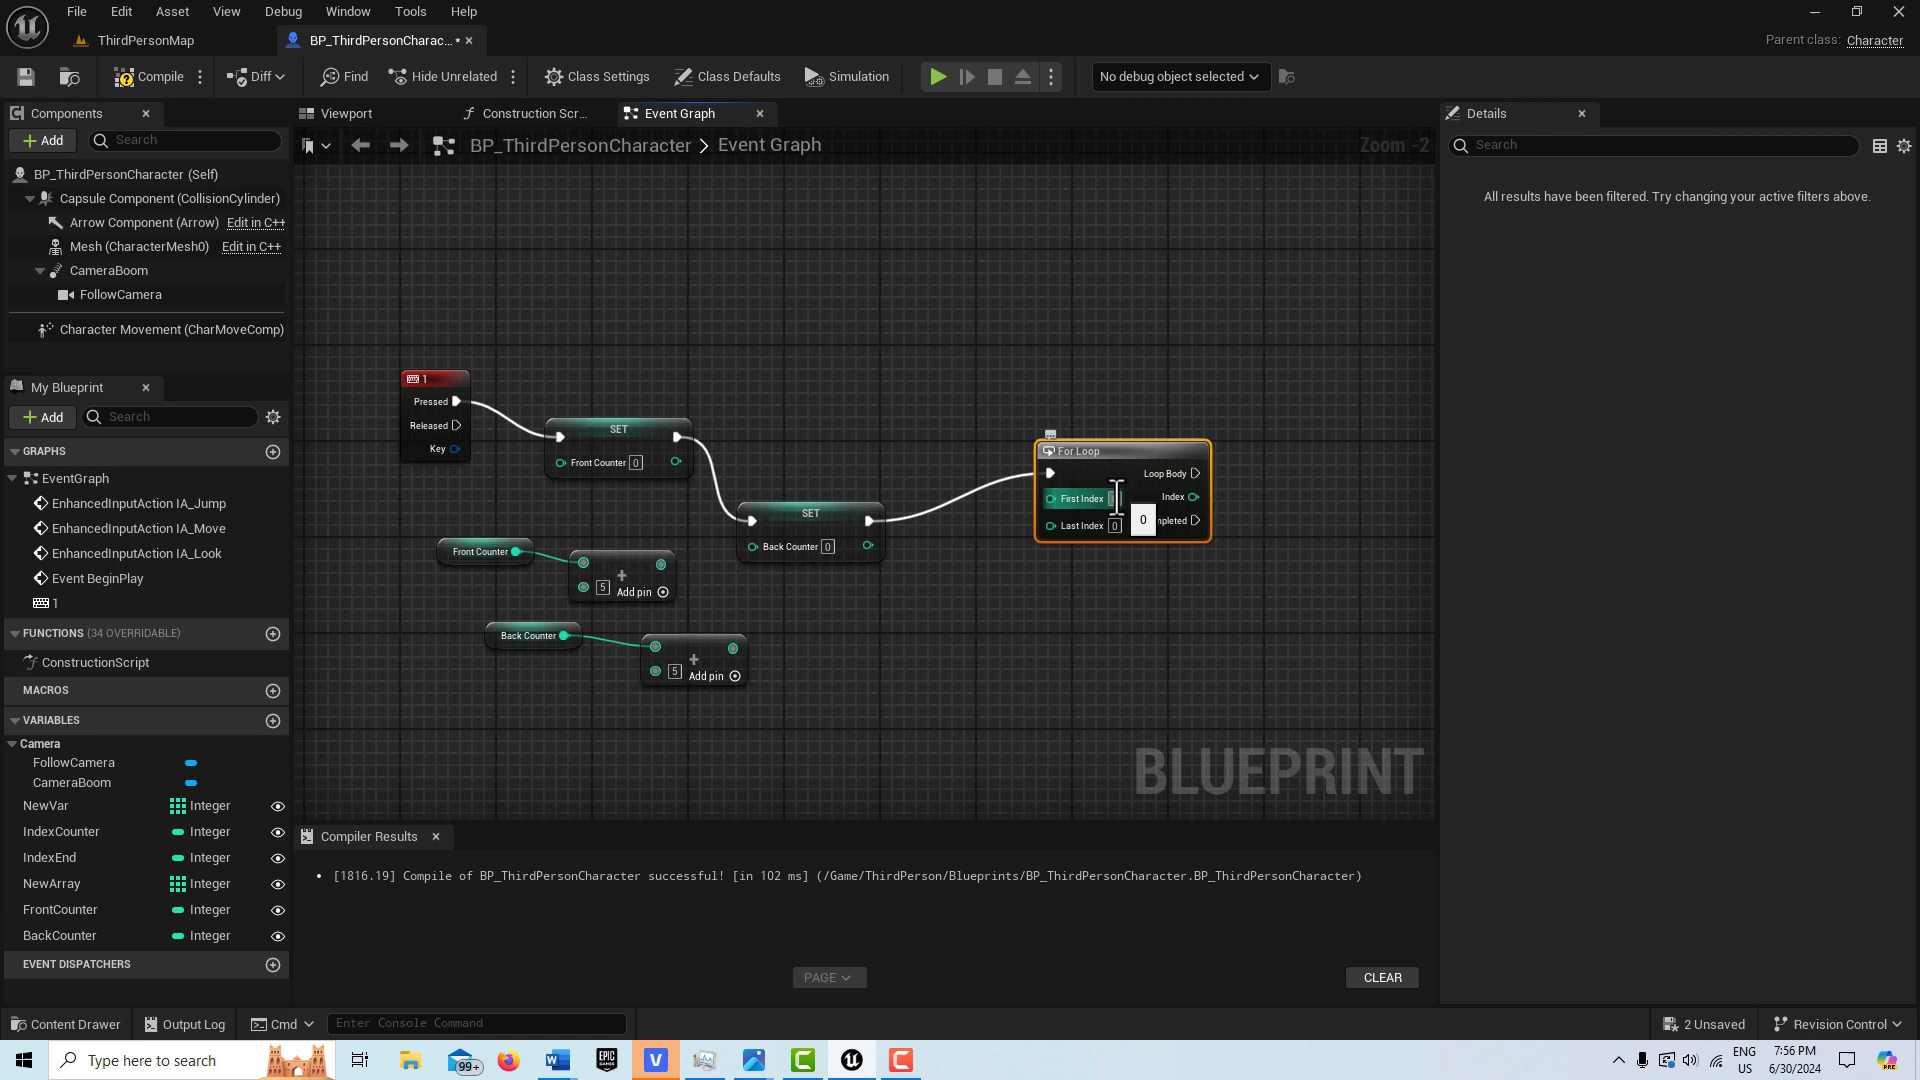 File Edit Asset View Debug Window Tools Help
ThirdPersonMap
BP_ThirdPersonCharac... *
Parent class: Character
Compile
Diff
Find
Hide Unrelated
Class Settings
Class Defaults
Simulation
No debug object selected
Components
Add
Search
BP_ThirdPersonCharacter (Self)
Capsule Component (CollisionCylinder)
Arrow Component (Arrow) Edit in C++
Mesh (CharacterMesh0) Edit in C++
CameraBoom
FollowCamera
Character Movement (CharMoveComp)
My Blueprint
Add
Search
GRAPHS
EventGraph
EnhancedInputAction IA_Jump
EnhancedInputAction IA_Move
EnhancedInputAction IA_Look
Event BeginPlay
1
FUNCTIONS (34 OVERRIDABLE)
ConstructionScript
MACROS
VARIABLES
Camera
FollowCamera
CameraBoom
NewVar Integer
IndexCounter Integer
IndexEnd Integer
NewArray Integer
FrontCounter Integer
BackCounter Integer
EVENT DISPATCHERS
Viewport
Construction Scr...
Event Graph
BP_ThirdPersonCharacter > Event Graph
Zoom -2
1
Pressed
Released
Key
SET
Front Counter 0
SET
Back Counter 0
Front Counter
5 Add pin
Back Counter
5 Add pin
For Loop
Loop Body
First Index
Index
Last Index 0
0
mpleted
BLUEPRINT
Compiler Results
• [1816.19] Compile of BP_ThirdPersonCharacter successful! [in 102 ms] (/Game/ThirdPerson/Blueprints/BP_ThirdPersonCharacter.BP_ThirdPersonCharacter)
PAGE
CLEAR
Details
Search
All results have been filtered. Try changing your active filters above.
Content Drawer
Output Log
Cmd
Enter Console Command
2 Unsaved
Revision Control
Type here to search
99+
ENG
US
7:56 PM
6/30/2024